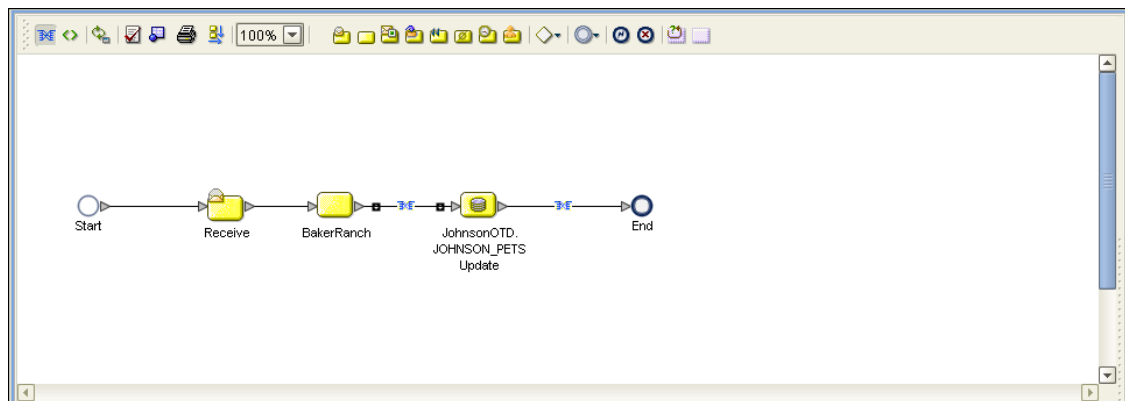 100%
Start
Receive
BakerRanch
JohnsonOTD.
JOHNSON_PETS
Update
End